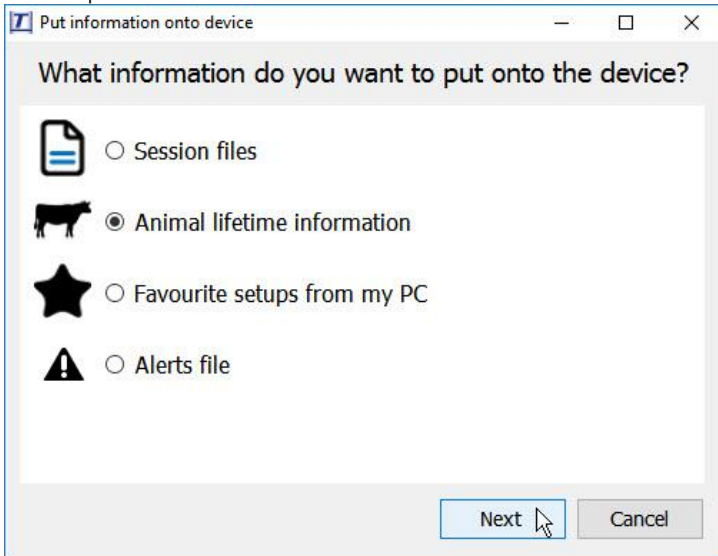 Put information onto device
What information do you want to put onto the device?
Session files
Animal lifetime information
Favourite setups from my PC
Alerts file
Next
Cancel